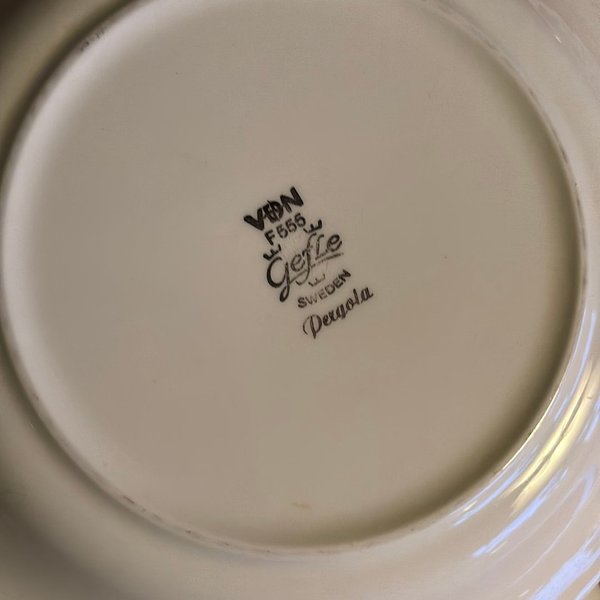 VDN
F555
Gefle
SWEDEN
Pergola